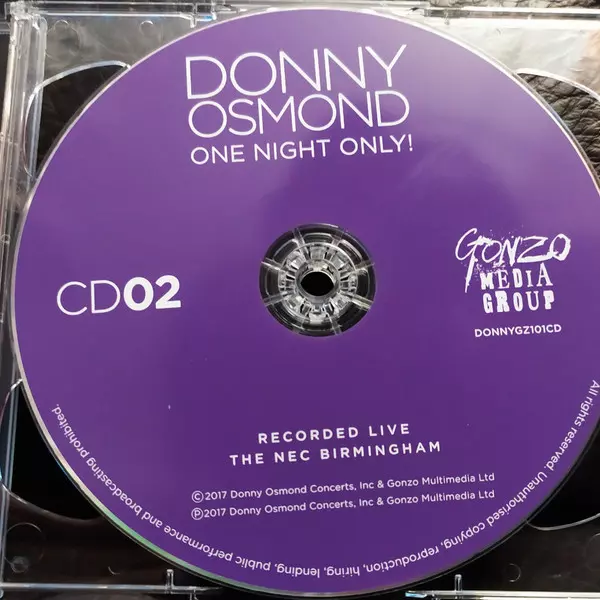 DONNY
OSMOND
ONE NIGHT ONLY!
CD02
GONZO
MEDIA
GROUP
DONNYGZ101CD
RECORDED LIVE
THE NEC BIRMINGHAM
©2017 Donny Osmond Concerts, Inc & Gonzo Multimedia Ltd
℗2017 Donny Osmond Concerts, Inc & Gonzo Multimedia Ltd
All rights reserved. Unauthorised copying, reproduction, hiring, lending, public performance and broadcasting prohibited.